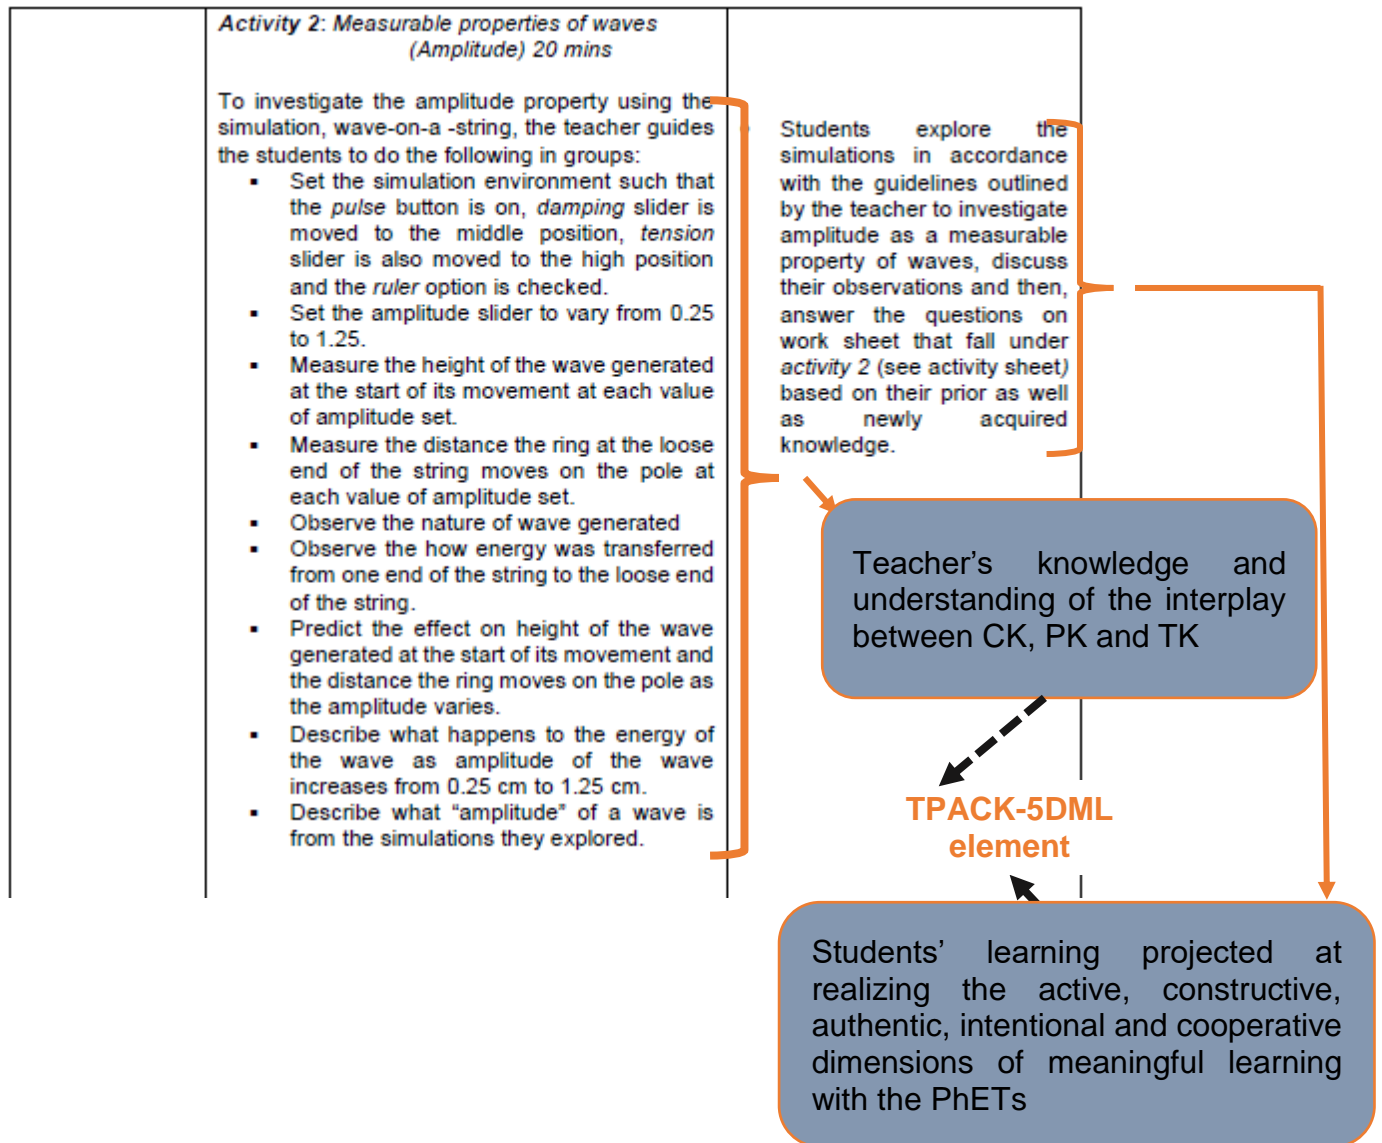 Activity 2: Measurable properties of waves
(Amplitude) 20 mins
To investigate the amplitude property using the
simulation, wave-on-a -string, the teacher guides
the students to do the following in groups:
▪ Set the simulation environment such that
the pulse button is on, damping slider is
moved to the middle position, tension
slider is also moved to the high position
and the ruler option is checked.
▪ Set the amplitude slider to vary from 0.25
to 1.25.
▪ Measure the height of the wave generated
at the start of its movement at each value
of amplitude set.
▪ Measure the distance the ring at the loose
end of the string moves on the pole at
each value of amplitude set.
▪ Observe the nature of wave generated
▪ Observe the how energy was transferred
from one end of the string to the loose end
of the string.
▪ Predict the effect on height of the wave
generated at the start of its movement and
the distance the ring moves on the pole as
the amplitude varies.
▪ Describe what happens to the energy of
the wave as amplitude of the wave
increases from 0.25 cm to 1.25 cm.
▪ Describe what “amplitude” of a wave is
from the simulations they explored.
Students explore the
simulations in accordance
with the guidelines outlined
by the teacher to investigate
amplitude as a measurable
property of waves, discuss
their observations and then,
answer the questions on
work sheet that fall under
activity 2 (see activity sheet)
based on their prior as well
as newly acquired
knowledge.
Teacher’s knowledge and
understanding of the interplay
between CK, PK and TK
TPACK-5DML
element
Students’ learning projected at
realizing the active, constructive,
authentic, intentional and cooperative
dimensions of meaningful learning
with the PhETs